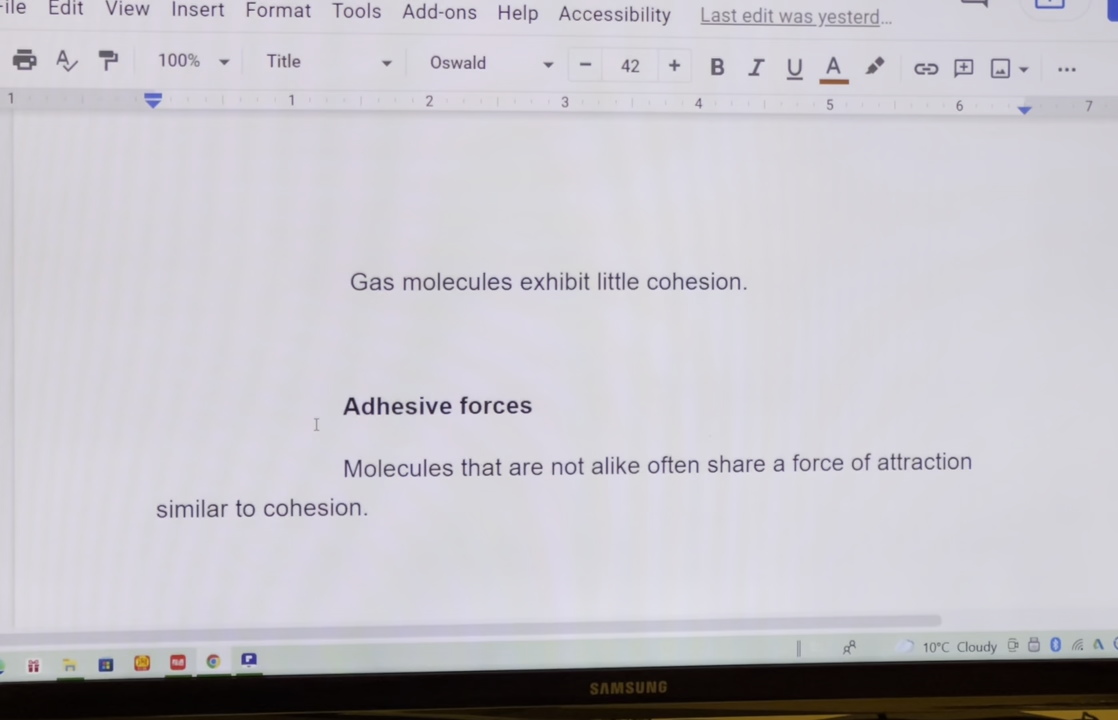 File Edit View Insert Format Tools Add-ons Help Accessibility Last edit was yesterd...
100% Title Oswald − 42 + B I U A
1 1 2 3 4 5 6 7
Gas molecules exhibit little cohesion.
Adhesive forces
Molecules that are not alike often share a force of attraction
similar to cohesion.
10°C Cloudy
SAMSUNG